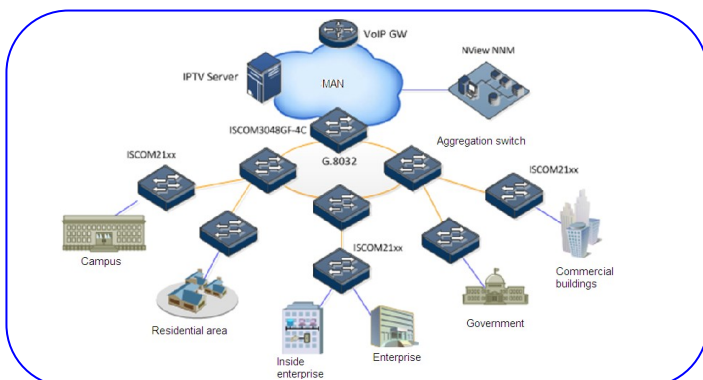 VoIP GW
NView NNM
IPTV Server
MAN
ISCOM3048GF-4C
Aggregation switch
G.8032
ISCOM21xx
ISCOM21xx
ISCOM21xx
Campus
Commercial
buildings
Residential area
Government
Inside
enterprise
Enterprise